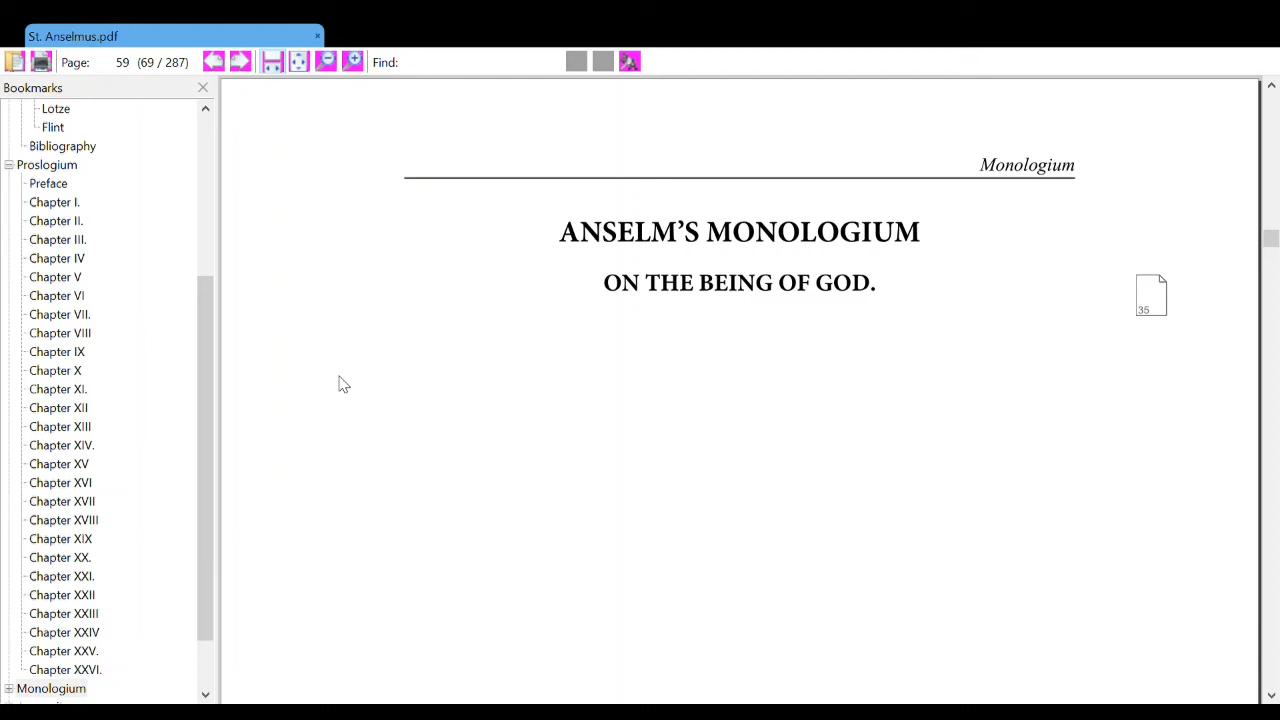 St. Anselmus.pdf
Page: 59 (69 / 287) Find:
Bookmarks
Lotze
Flint
Bibliography
Proslogium
Preface
Chapter I.
Chapter II.
Chapter III.
Chapter IV
Chapter V
Chapter VI
Chapter VII.
Chapter VIII
Chapter IX
Chapter X
Chapter XI.
Chapter XII
Chapter XIII
Chapter XIV.
Chapter XV
Chapter XVI
Chapter XVII
Chapter XVIII
Chapter XIX
Chapter XX.
Chapter XXI.
Chapter XXII
Chapter XXIII
Chapter XXIV
Chapter XXV.
Chapter XXVI.
Monologium
Monologium
ANSELM’S MONOLOGIUM
ON THE BEING OF GOD.
35